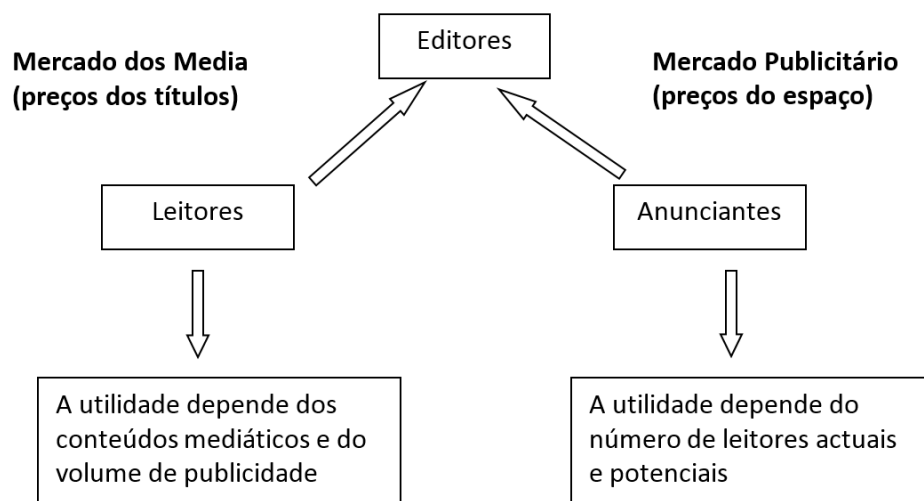 Editores
Mercado dos Media
(preços dos títulos)
Mercado Publicitário
(preços do espaço)
Leitores
Anunciantes
A utilidade depende dos
conteúdos mediáticos e do
volume de publicidade
A utilidade depende do
número de leitores actuais
e potenciais